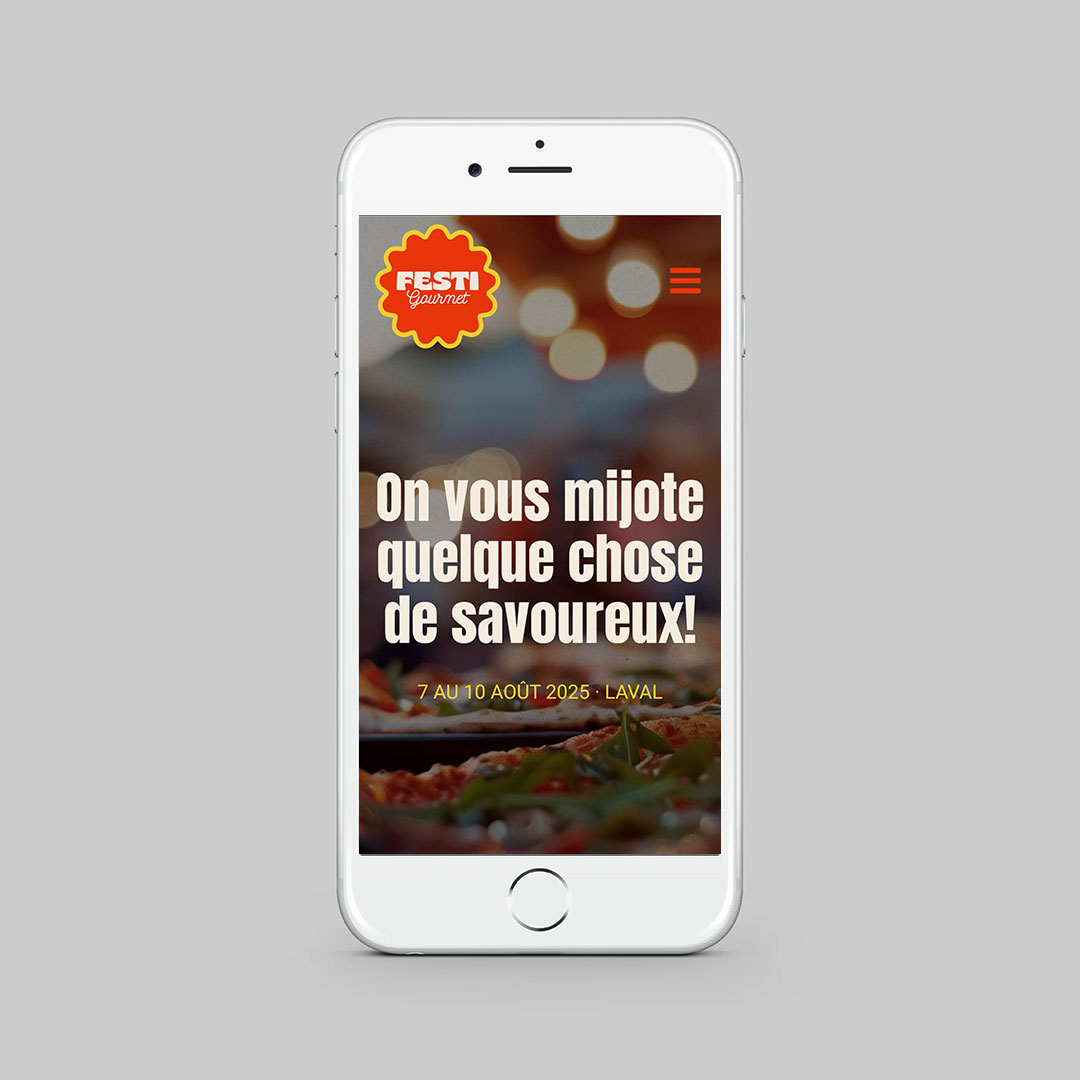 FESTI
Gourmet
On vous mijote
quelque chose
de savoureux!
7 AU 10 AOÛT 2025 · LAVAL